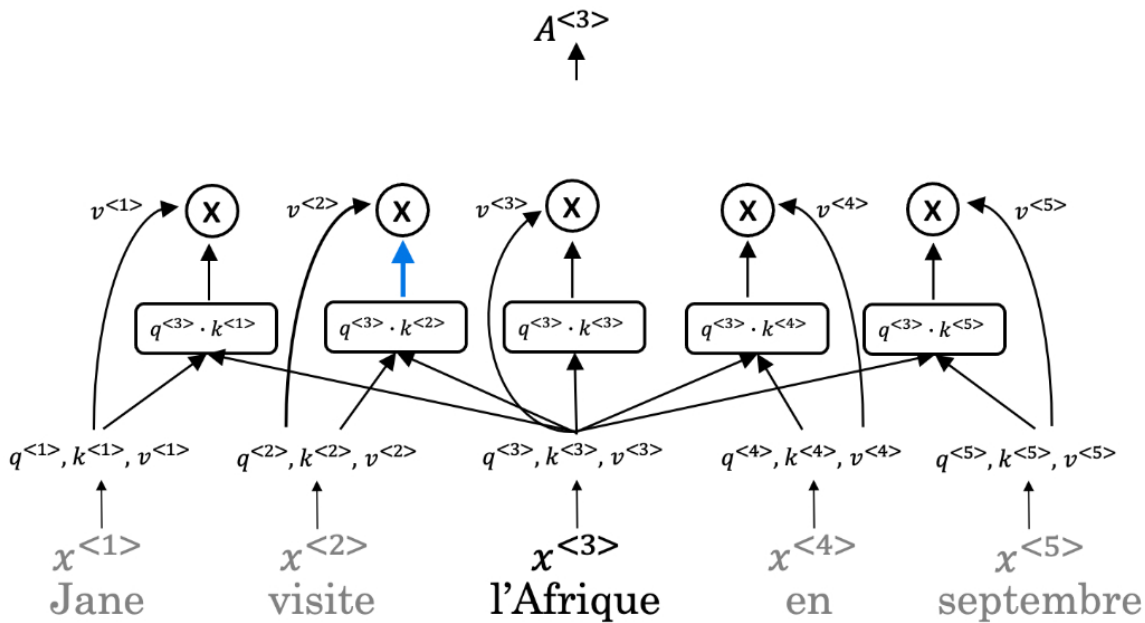 A<3>
v<1> X v<2> X v<3> X X v<4> X v<5>
q<3> · k<1> q<3> · k<2> q<3> · k<3> q<3> · k<4> q<3> · k<5>
q<1>, k<1>, v<1> q<2>, k<2>, v<2> q<3>, k<3>, v<3> q<4>, k<4>, v<4> q<5>, k<5>, v<5>
x<1> x<2> x<3> x<4> x<5>
Jane visite l'Afrique en septembre